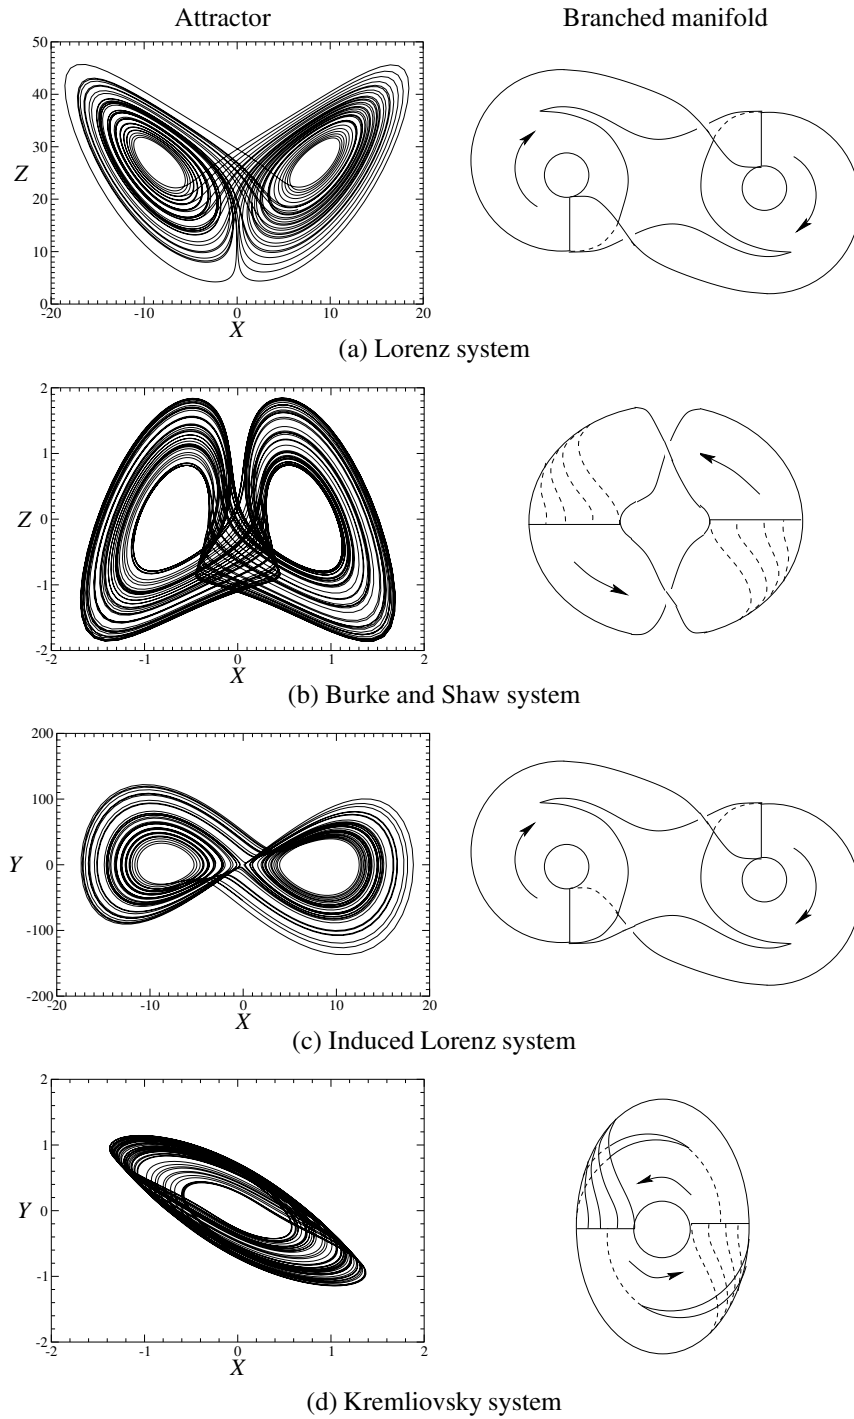 Attractor Branched manifold
50
40
30
Z
20
10
0
-20 -10 0 10 20
X
(a) Lorenz system
2
1
Z 0
-1
-2
-2 -1 0 1 2
X
(b) Burke and Shaw system
200
100
Y 0
-100
-200
-20 -10 0 10 20
X
(c) Induced Lorenz system
2
1
Y 0
-1
-2
-2 -1 0 1 2
X
(d) Kremliovsky system